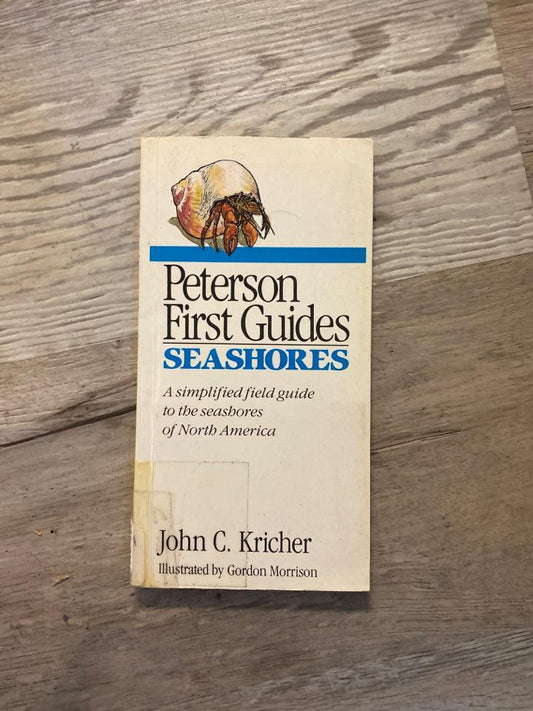 Peterson
First Guides
SEASHORES
A simplified field guide
to the seashores
of North America
John C. Kricher
Illustrated by Gordon Morrison